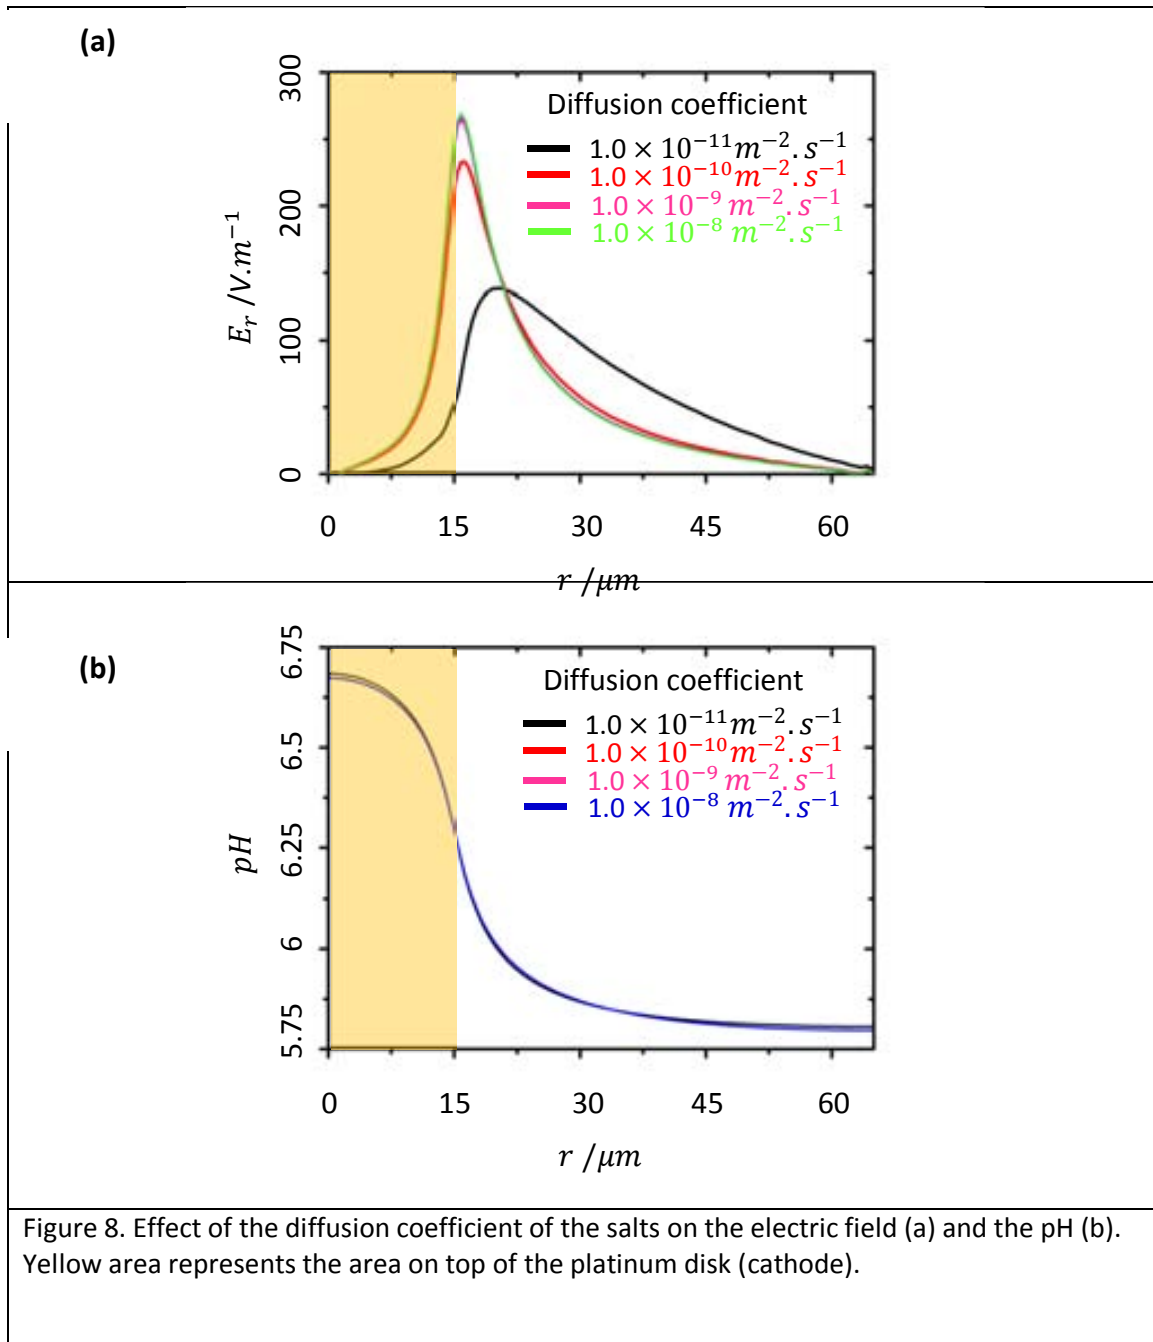 (a)
300
200
100
0
E_r /V.m^{-1}
Diffusion coefficient
1.0 × 10^{-11} m^{-2}.s^{-1}
1.0 × 10^{-10} m^{-2}.s^{-1}
1.0 × 10^{-9} m^{-2}.s^{-1}
1.0 × 10^{-8} m^{-2}.s^{-1}
0 15 30 45 60
r /μm
(b)
6.75
6.5
6.25
6
5.75
pH
Diffusion coefficient
1.0 × 10^{-11} m^{-2}.s^{-1}
1.0 × 10^{-10} m^{-2}.s^{-1}
1.0 × 10^{-9} m^{-2}.s^{-1}
1.0 × 10^{-8} m^{-2}.s^{-1}
0 15 30 45 60
r /μm
Figure 8. Effect of the diffusion coefficient of the salts on the electric field (a) and the pH (b).
Yellow area represents the area on top of the platinum disk (cathode).